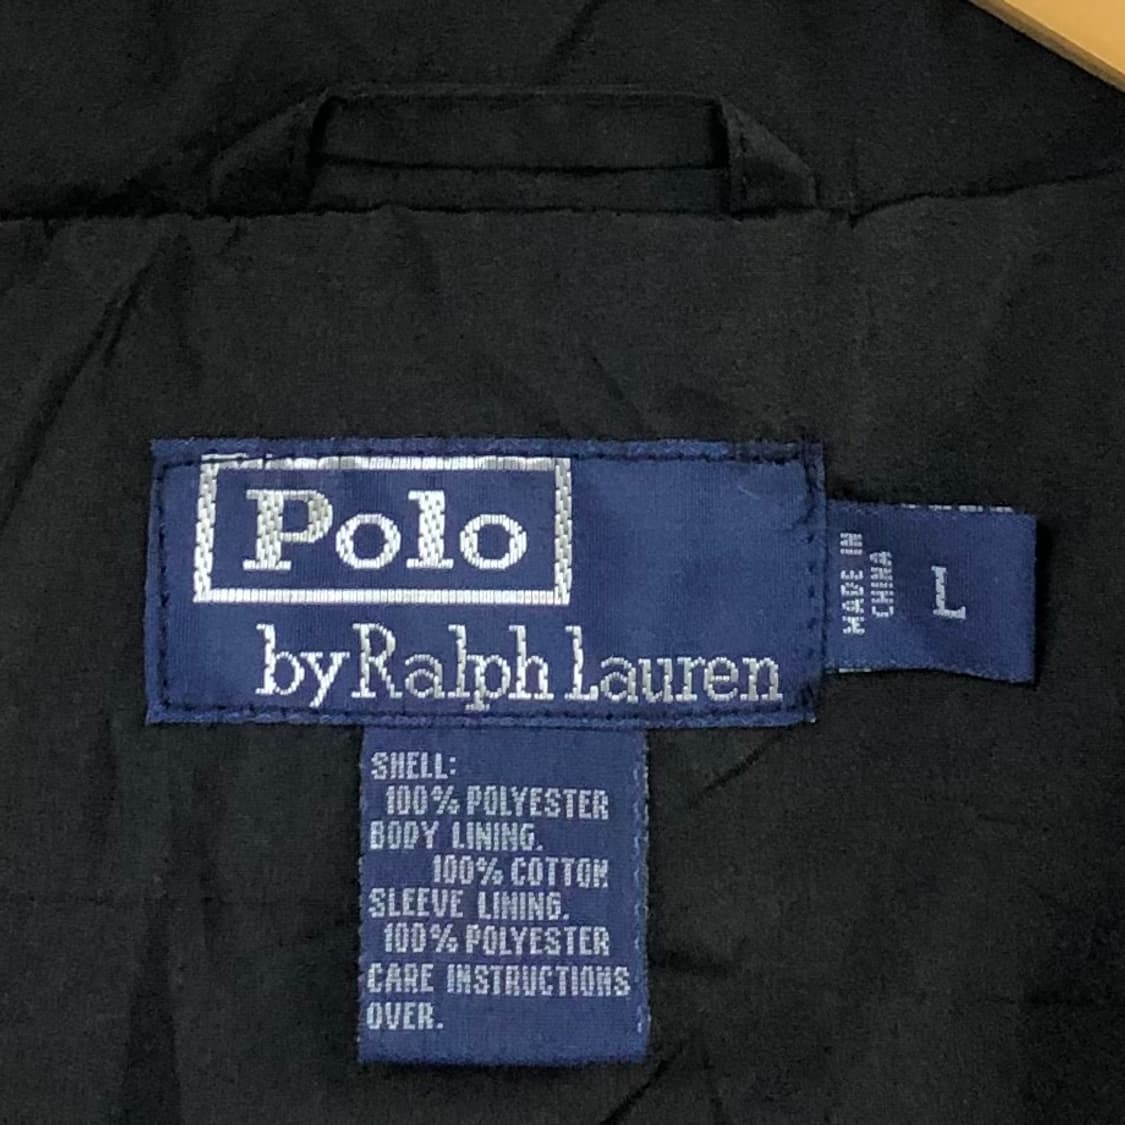 Polo
by Ralph Lauren
MADE IN
CHINA
L
SHELL:
100% POLYESTER
BODY LINING.
100% COTTON
SLEEVE LINING.
100% POLYESTER
CARE INSTRUCTIONS
OVER.